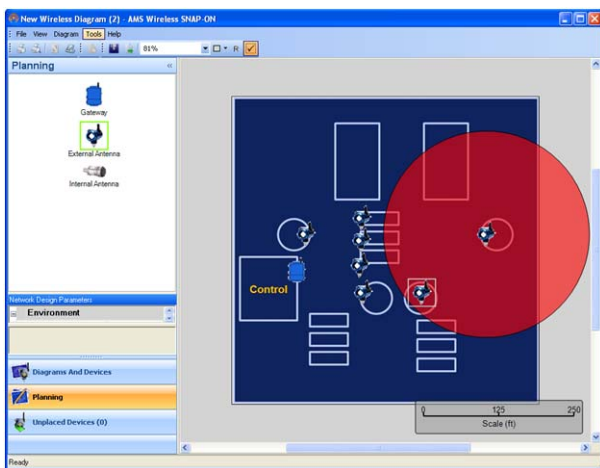 New Wireless Diagram (2) - AMS Wireless SNAP-ON
File View Diagram Tools Help
81% R
Planning «
Gateway
External Antenna
Internal Antenna
Control
Network Design Parameters
Environment
Diagrams And Devices
Planning
Unplaced Devices (0)
0 125 250
Scale (ft)
Ready